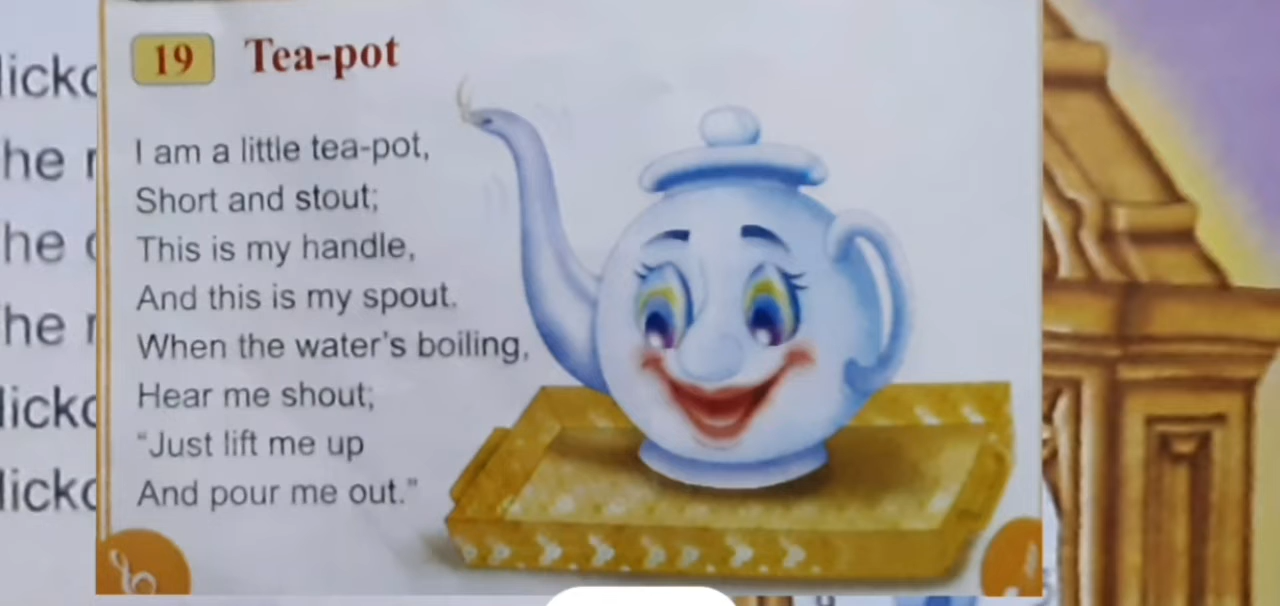 19 Tea-pot
I am a little tea-pot,
Short and stout;
This is my handle,
And this is my spout.
When the water's boiling,
Hear me shout;
“Just lift me up
And pour me out.”